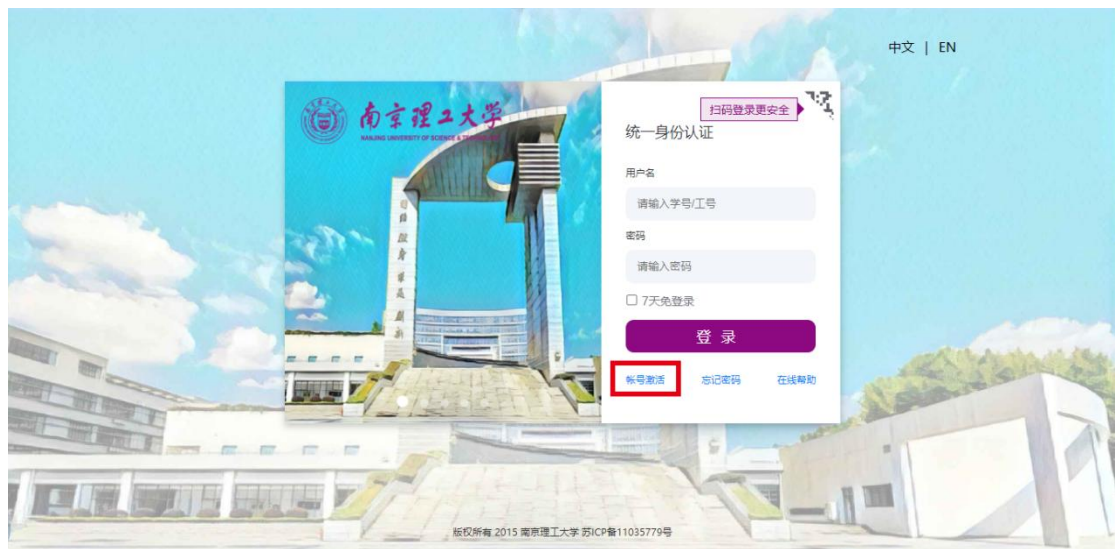 中文 | EN
南京理工大学
NANJING UNIVERSITY OF SCIENCE & TECHNOLOGY
扫码登录更安全
统一身份认证
用户名
请输入学号/工号
密码
请输入密码
7天免登录
登 录
帐号激活 忘记密码 在线帮助
版权所有 2015 南京理工大学 苏ICP备11035779号